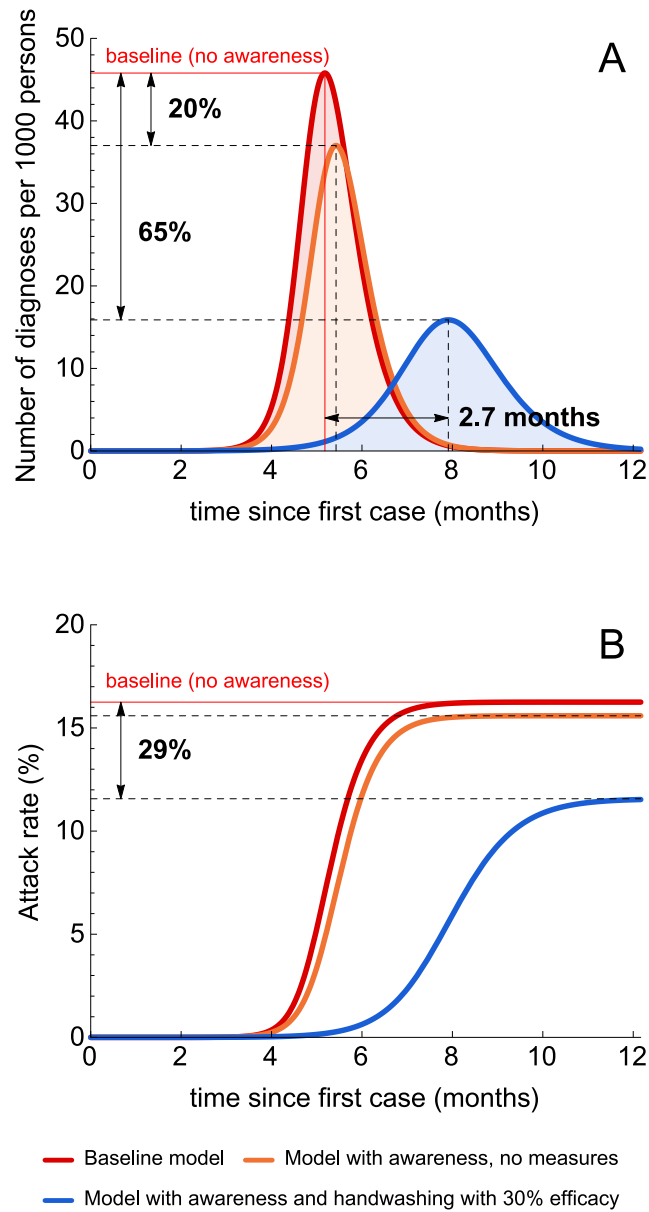 A
Number of diagnoses per 1000 persons
50
40
30
20
10
0
baseline (no awareness)
20%
65%
2.7 months
0 2 4 6 8 10 12
time since first case (months)
B
Attack rate (%)
20
15
10
5
0
baseline (no awareness)
29%
0 2 4 6 8 10 12
time since first case (months)
Baseline model Model with awareness, no measures
Model with awareness and handwashing with 30% efficacy